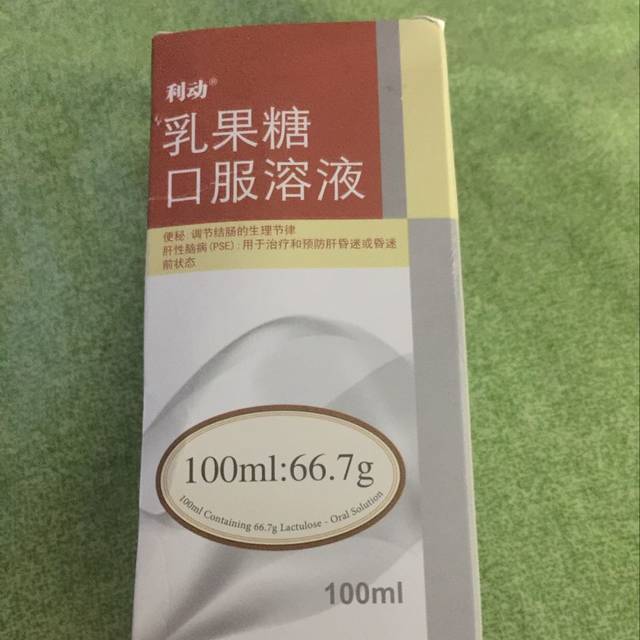 利动®
乳果糖
口服溶液
便秘:调节结肠的生理节律
肝性脑病(PSE):用于治疗和预防肝昏迷或昏迷
前状态
100ml:66.7g
100ml Containing 66.7g Lactulose - Oral Solution
100ml